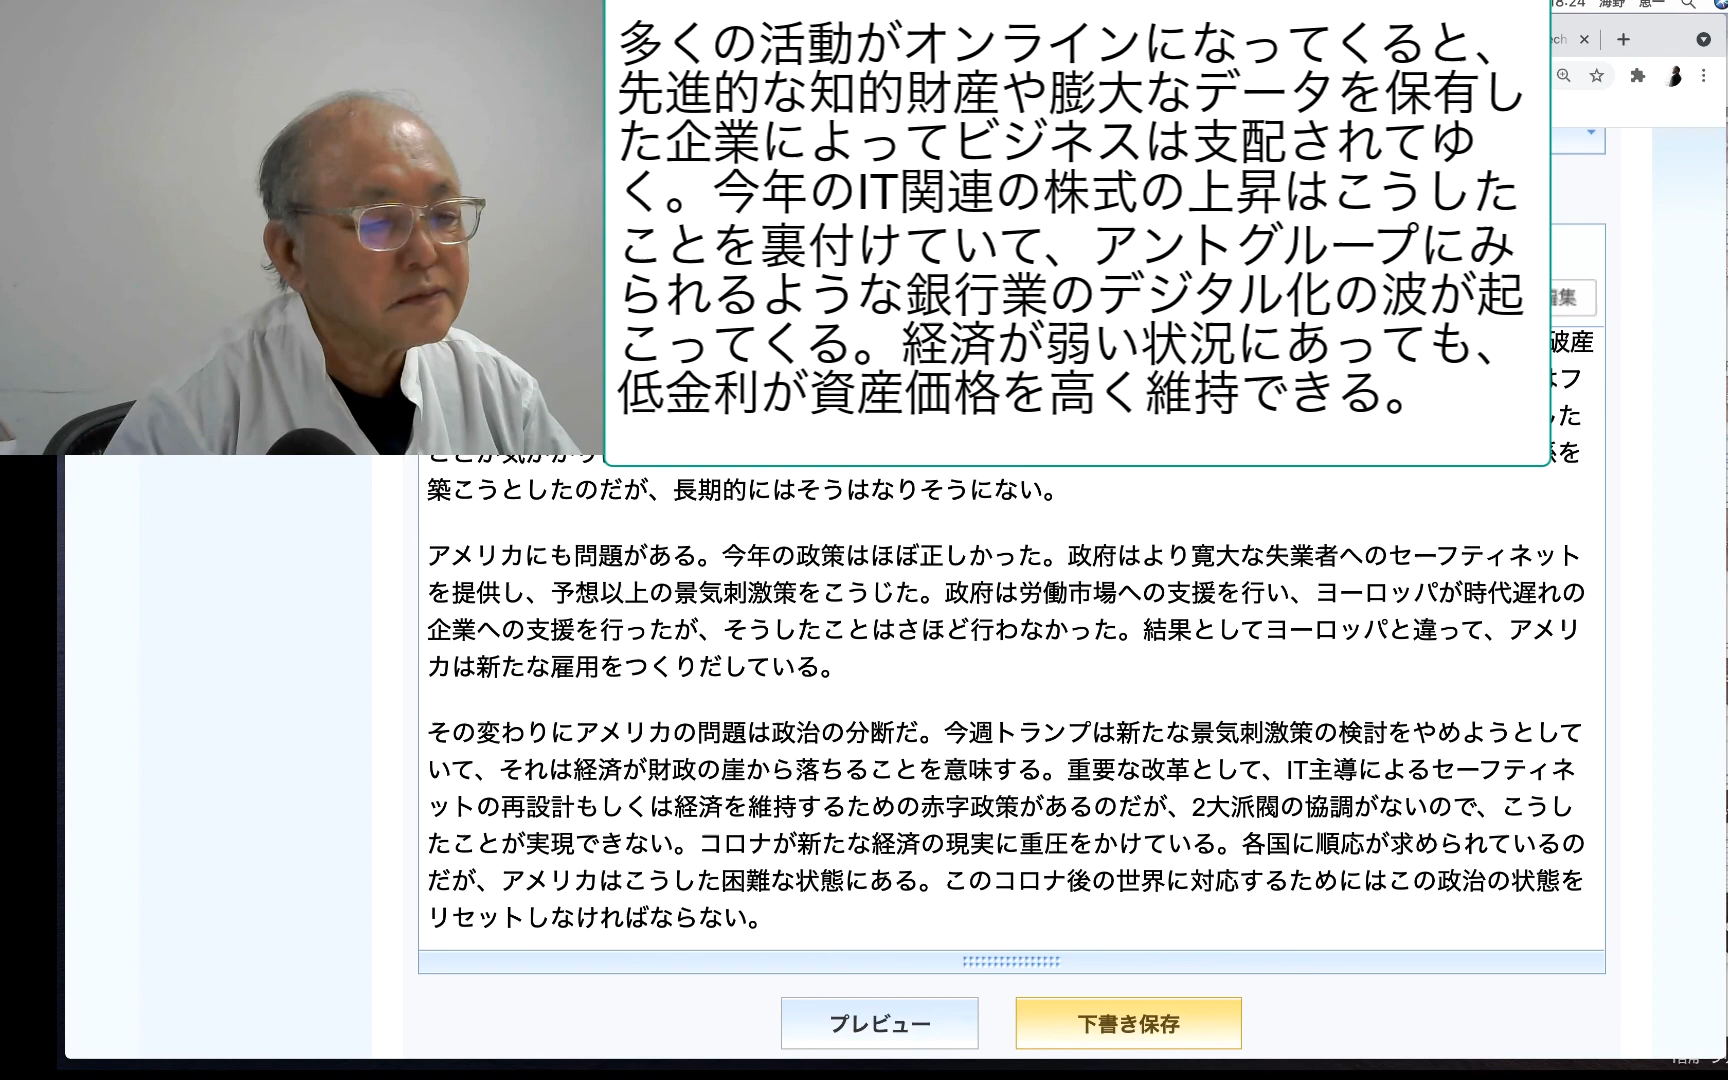 18:24 海野 恵一
ech
多くの活動がオンラインになってくると、
先進的な知的財産や膨大なデータを保有し
た企業によってビジネスは支配されてゆ
く。今年のIT関連の株式の上昇はこうした
ことを裏付けていて、アントグループにみ
られるような銀行業のデジタル化の波が起
こってくる。経済が弱い状況にあっても、
低金利が資産価格を高く維持できる。
編集
破産
はフ
した
係を
築こうとしたのだが、長期的にはそうはなりそうにない。
アメリカにも問題がある。今年の政策はほぼ正しかった。政府はより寛大な失業者へのセーフティネット
を提供し、予想以上の景気刺激策をこうじた。政府は労働市場への支援を行い、ヨーロッパが時代遅れの
企業への支援を行ったが、そうしたことはさほど行わなかった。結果としてヨーロッパと違って、アメリ
カは新たな雇用をつくりだしている。
その変わりにアメリカの問題は政治の分断だ。今週トランプは新たな景気刺激策の検討をやめようとして
いて、それは経済が財政の崖から落ちることを意味する。重要な改革として、IT主導によるセーフティネ
ットの再設計もしくは経済を維持するための赤字政策があるのだが、2大派閥の協調がないので、こうし
たことが実現できない。コロナが新たな経済の現実に重圧をかけている。各国に順応が求められているの
だが、アメリカはこうした困難な状態にある。このコロナ後の世界に対応するためにはこの政治の状態を
リセットしなければならない。
プレビュー
下書き保存